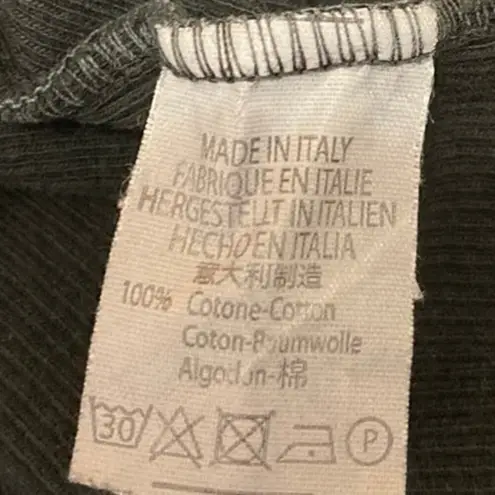 MADE IN ITALY
FABRIQUE EN ITALIE
HERGESTELLT IN ITALIEN
HECHO EN ITALIA
意大利制造
100% Cotone-Cotton
Coton-Baumwolle
Algodon-棉
30 P